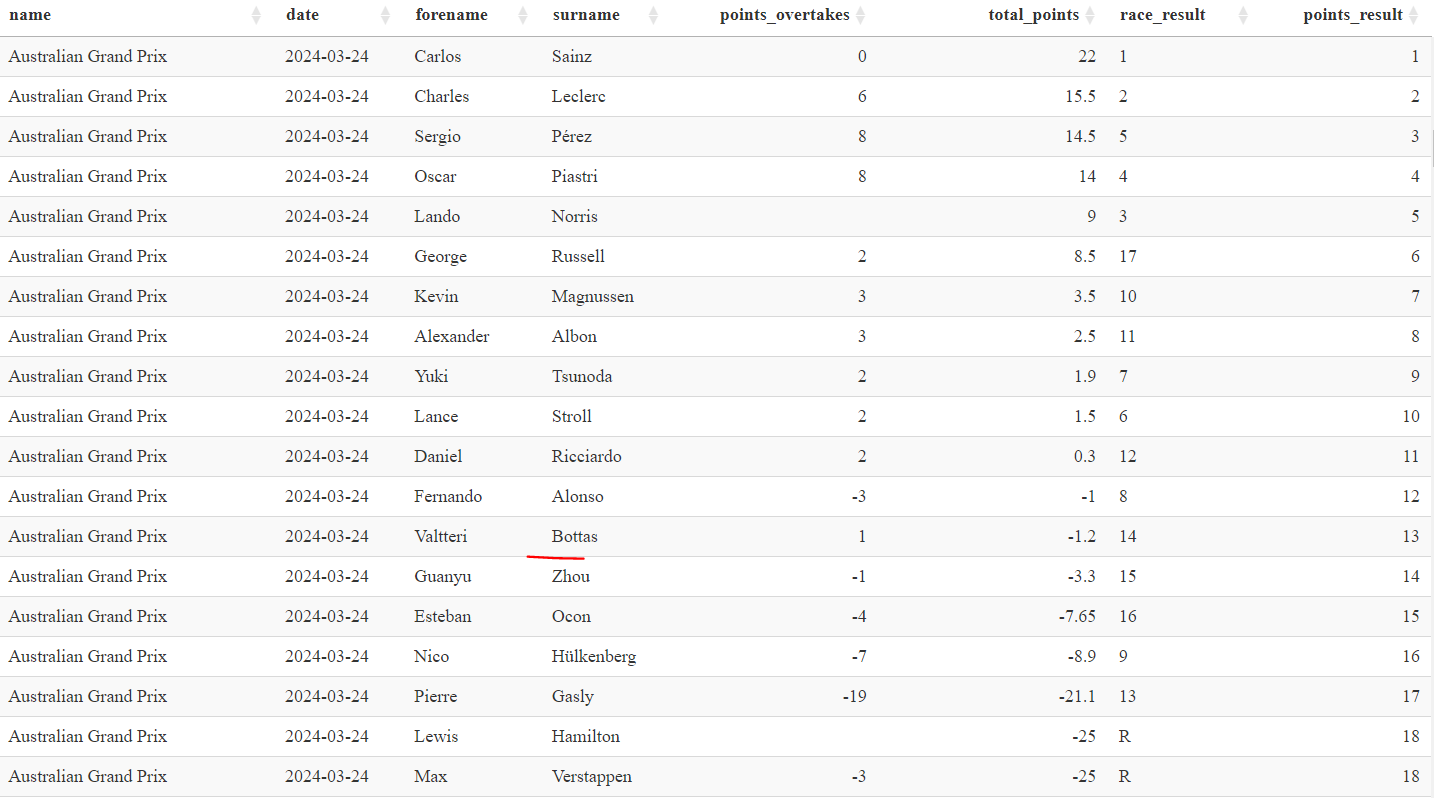 name date forename surname points_overtakes total_points race_result points_result
Australian Grand Prix 2024-03-24 Carlos Sainz 0 22 1 1
Australian Grand Prix 2024-03-24 Charles Leclerc 6 15.5 2 2
Australian Grand Prix 2024-03-24 Sergio Pérez 8 14.5 5 3
Australian Grand Prix 2024-03-24 Oscar Piastri 8 14 4 4
Australian Grand Prix 2024-03-24 Lando Norris 9 3 5
Australian Grand Prix 2024-03-24 George Russell 2 8.5 17 6
Australian Grand Prix 2024-03-24 Kevin Magnussen 3 3.5 10 7
Australian Grand Prix 2024-03-24 Alexander Albon 3 2.5 11 8
Australian Grand Prix 2024-03-24 Yuki Tsunoda 2 1.9 7 9
Australian Grand Prix 2024-03-24 Lance Stroll 2 1.5 6 10
Australian Grand Prix 2024-03-24 Daniel Ricciardo 2 0.3 12 11
Australian Grand Prix 2024-03-24 Fernando Alonso -3 -1 8 12
Australian Grand Prix 2024-03-24 Valtteri Bottas 1 -1.2 14 13
Australian Grand Prix 2024-03-24 Guanyu Zhou -1 -3.3 15 14
Australian Grand Prix 2024-03-24 Esteban Ocon -4 -7.65 16 15
Australian Grand Prix 2024-03-24 Nico Hülkenberg -7 -8.9 9 16
Australian Grand Prix 2024-03-24 Pierre Gasly -19 -21.1 13 17
Australian Grand Prix 2024-03-24 Lewis Hamilton -25 R 18
Australian Grand Prix 2024-03-24 Max Verstappen -3 -25 R 18